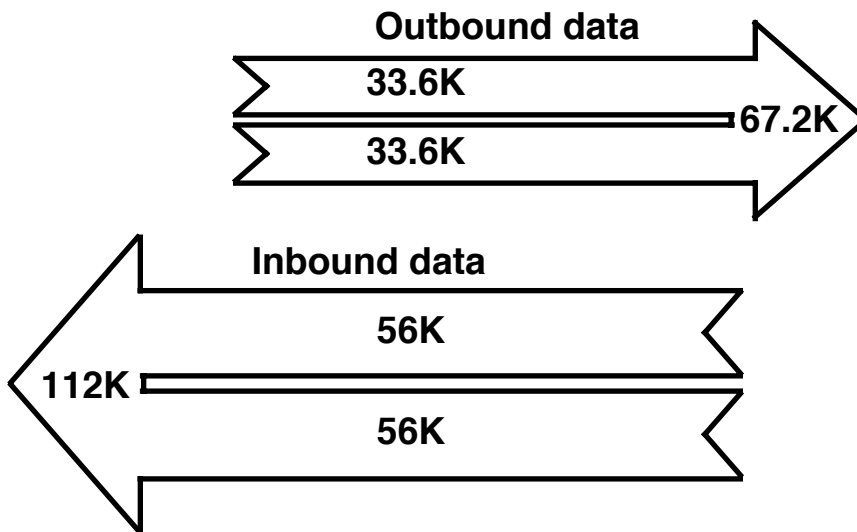 Outbound data
33.6K
67.2K
33.6K
Inbound data
56K
112K
56K